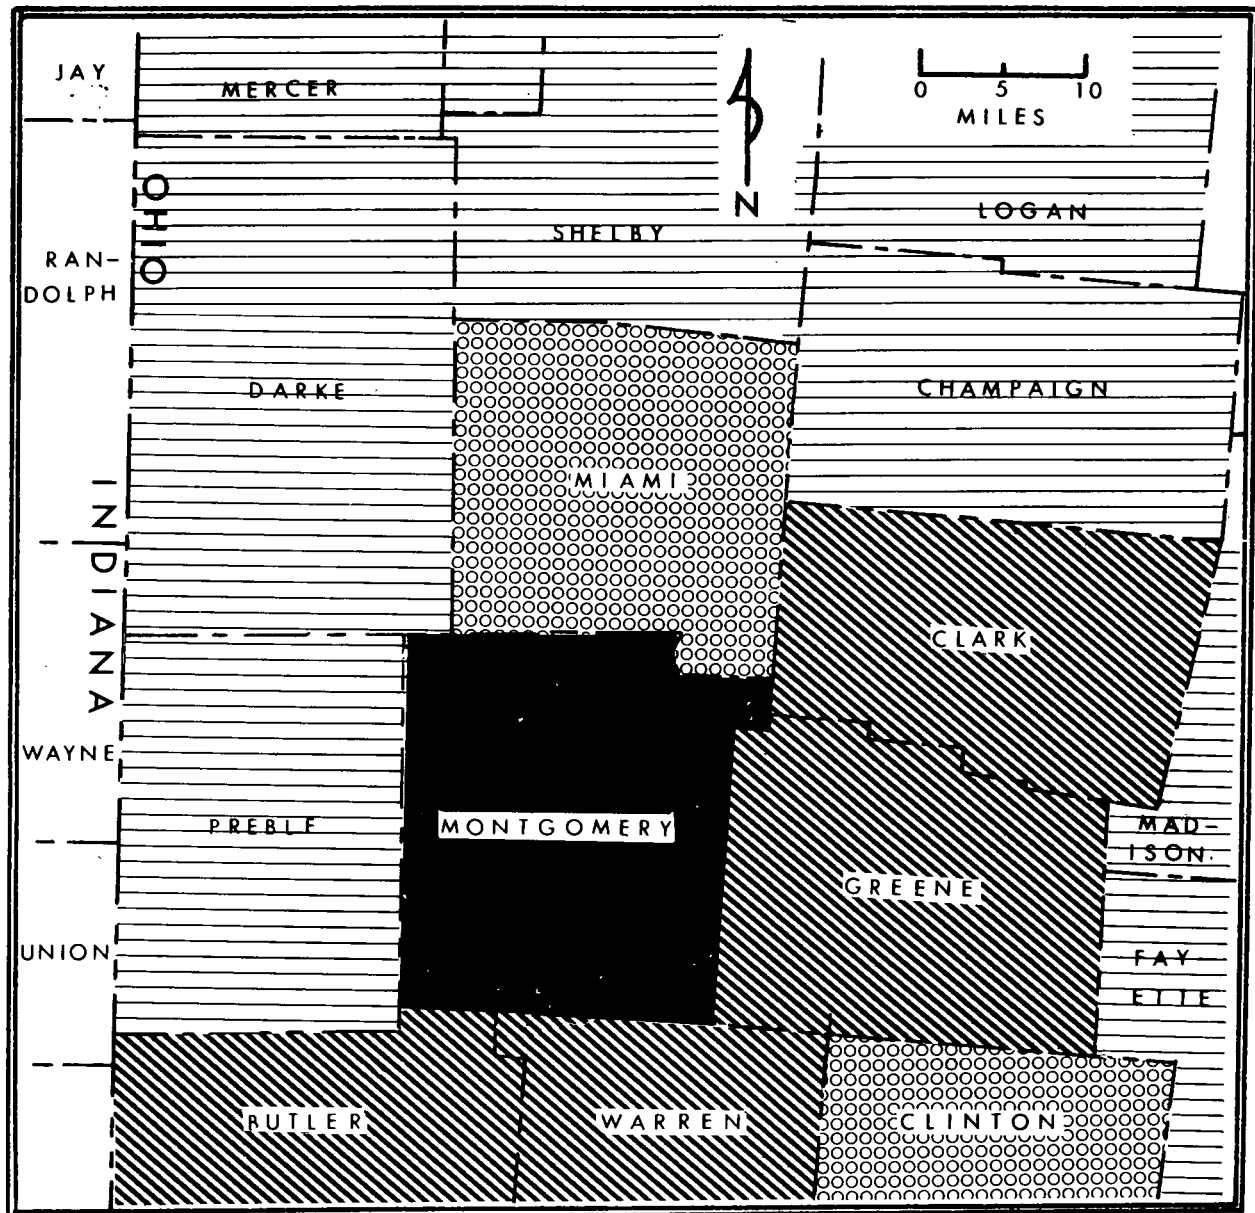 JAY
MERCER
0 5 10
MILES
N
OHIO
LOGAN
SHELBY
RAN-
DOLPH
DARKE
CHAMPAIGN
MIAMI
INDIANA
CLARK
WAYNE
PREBLF
MONTGOMERY
MAD-
ISON
GREENE
UNION
FAY
ETTE
BUTLER
WARREN
CLINTON